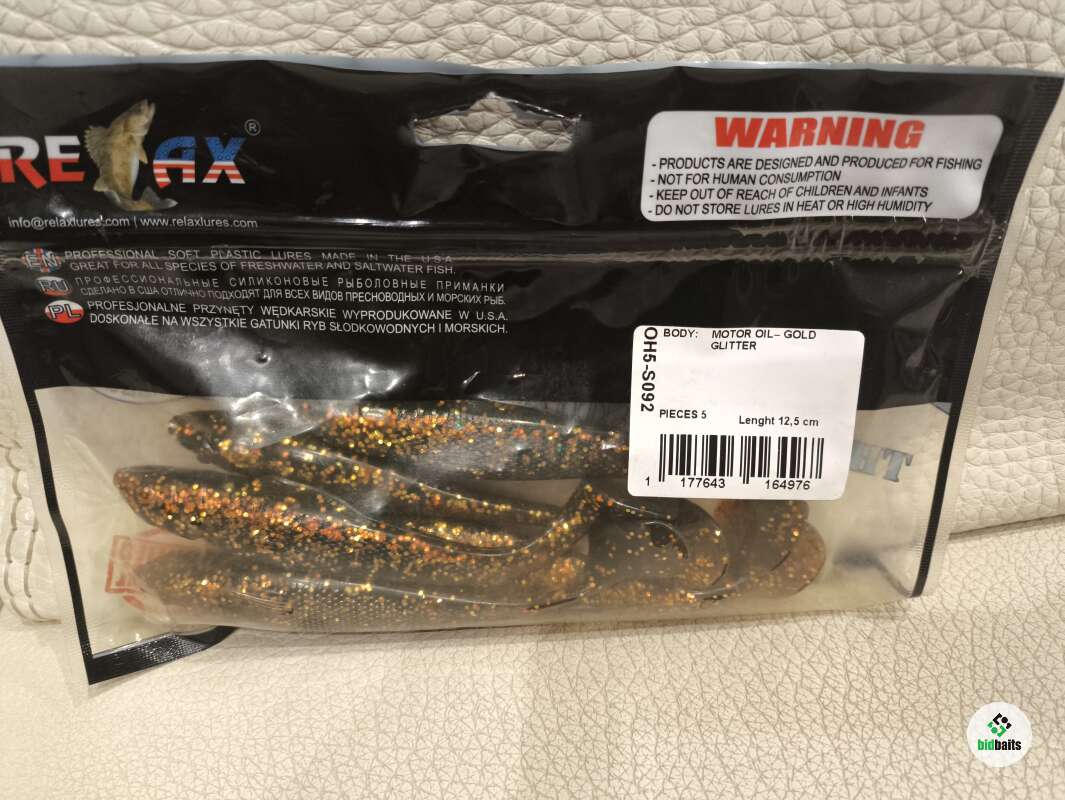 RELAX®
info@relaxlures.com | www.relaxlures.com
WARNING
- PRODUCTS ARE DESIGNED AND PRODUCED FOR FISHING
- NOT FOR HUMAN CONSUMPTION
- KEEP OUT OF REACH OF CHILDREN AND INFANTS
- DO NOT STORE LURES IN HEAT OR HIGH HUMIDITY
EN PROFESSIONAL SOFT PLASTIC LURES MADE IN THE U.S.A.
GREAT FOR ALL SPECIES OF FRESHWATER AND SALTWATER FISH.
RU ПРОФЕССИОНАЛЬНЫЕ СИЛИКОНОВЫЕ РЫБОЛОВНЫЕ ПРИМАНКИ
СДЕЛАНО В США ОТЛИЧНО ПОДХОДЯТ ДЛЯ ВСЕХ ВИДОВ ПРЕСНОВОДНЫХ И МОРСКИХ РЫБ.
PL PROFESJONALNE PRZYNĘTY WĘDKARSKIE WYPRODUKOWANE W U.S.A.
DOSKONAŁE NA WSZYSTKIE GATUNKI RYB SŁODKOWODNYCH I MORSKICH.
OH5-S092
BODY: MOTOR OIL– GOLD
GLITTER
PIECES 5 Lenght 12,5 cm
1 177643 164976
HT
bidbaits